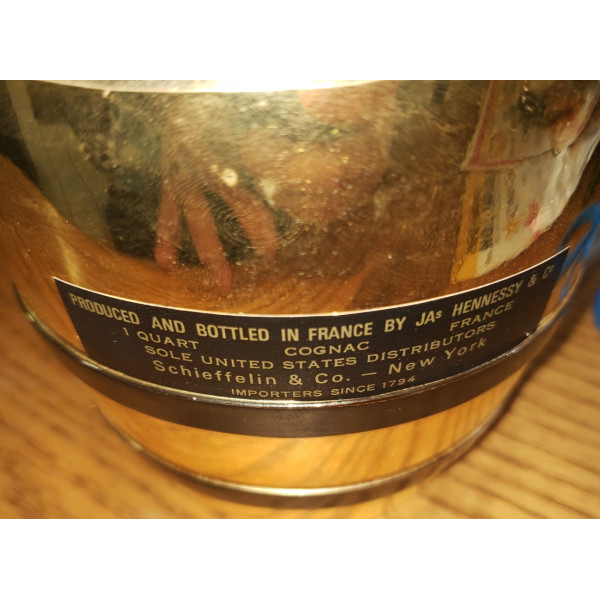 PRODUCED AND BOTTLED IN FRANCE BY JAs HENNESSY & Co
1 QUART COGNAC FRANCE
SOLE UNITED STATES DISTRIBUTORS
Schieffelin & Co. – New York
IMPORTERS SINCE 1794